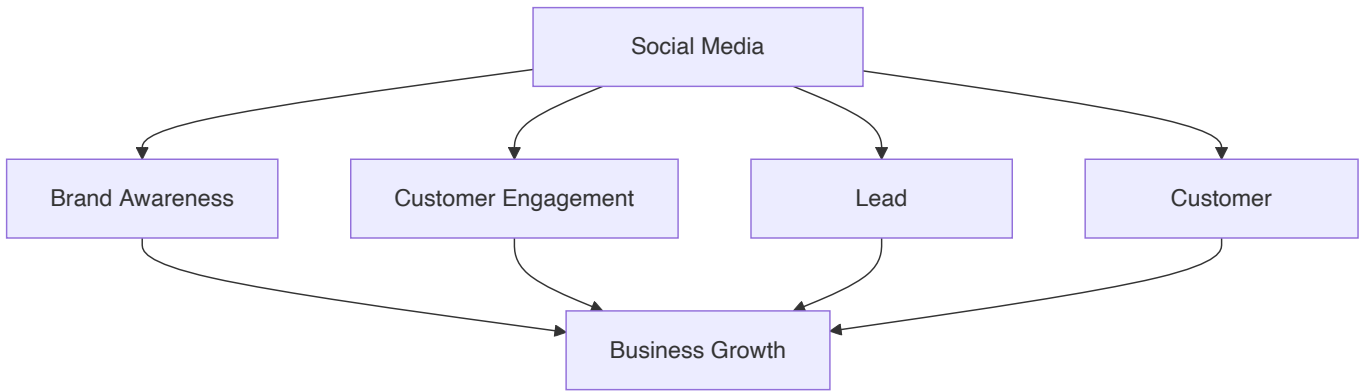 Social Media
Brand Awareness
Customer Engagement
Lead
Customer
Business Growth